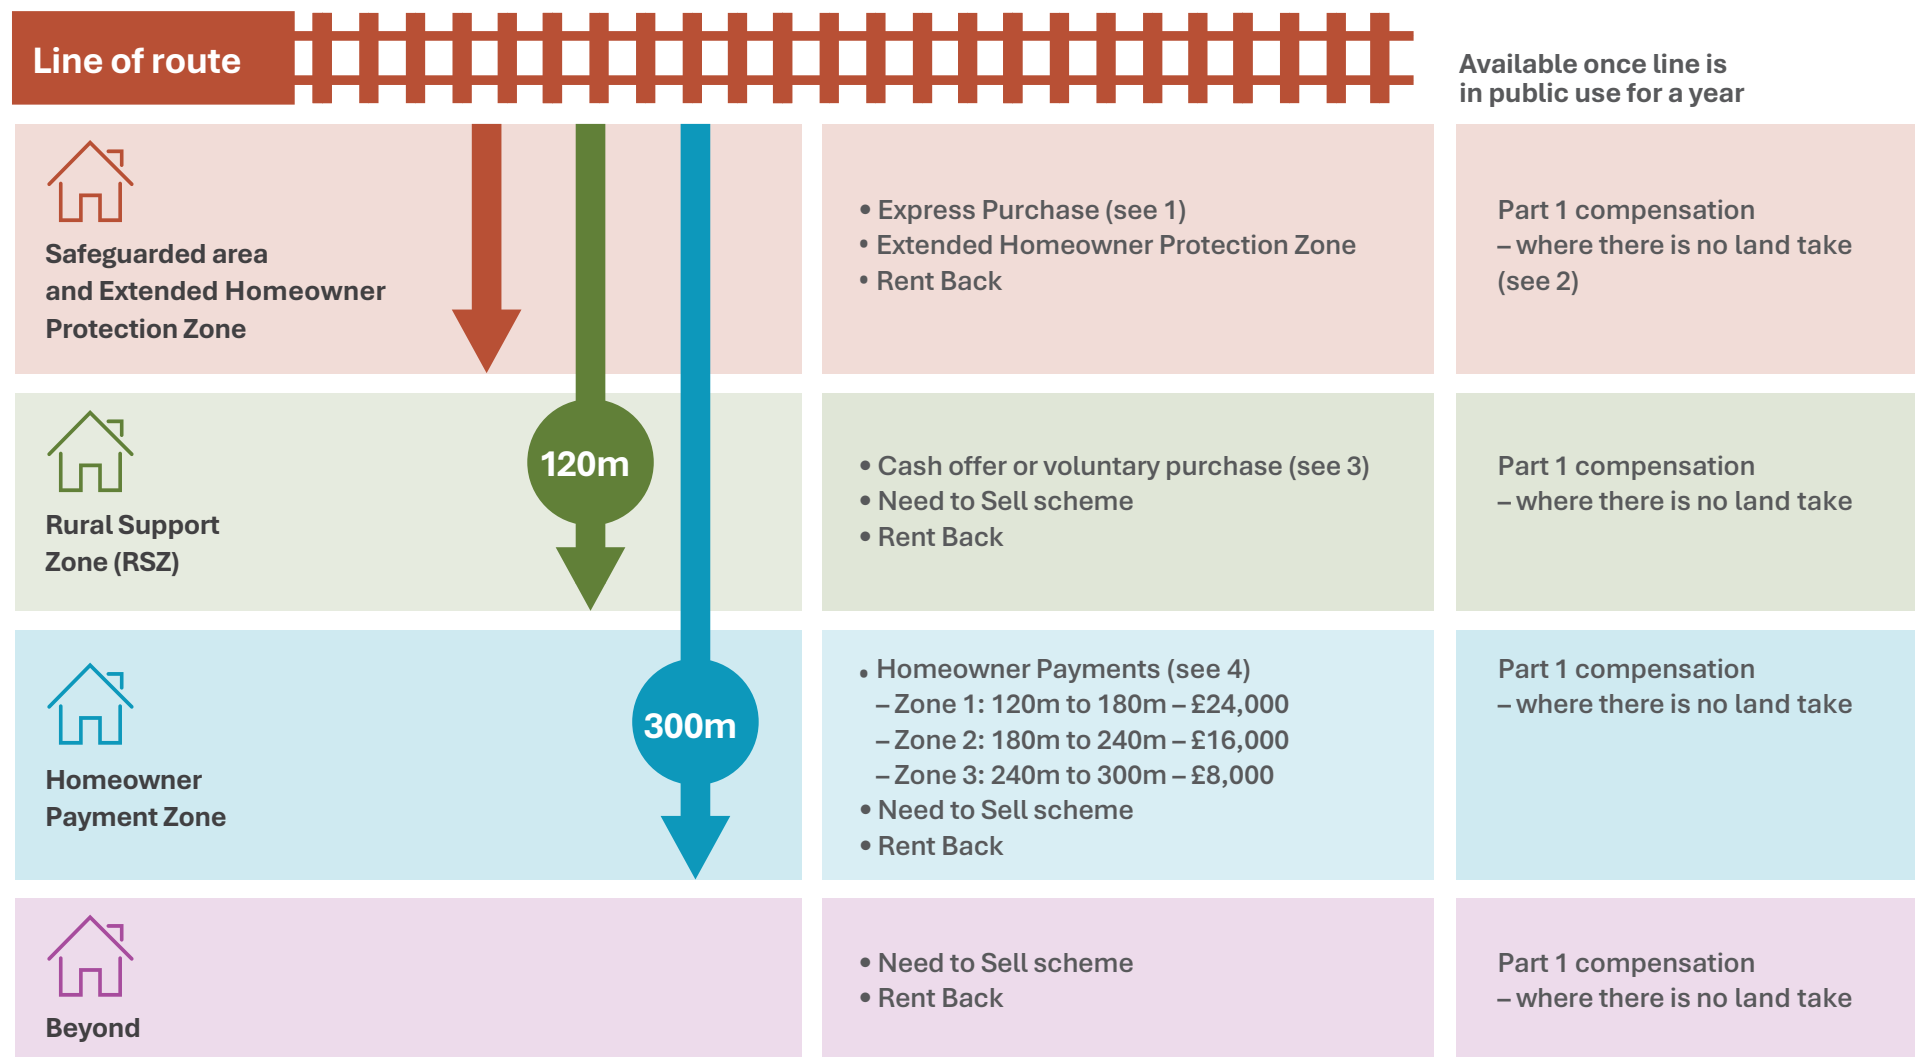 Line of route
Available once line is
in public use for a year
Safeguarded area
and Extended Homeowner
Protection Zone
• Express Purchase (see 1)
• Extended Homeowner Protection Zone
• Rent Back
Part 1 compensation
– where there is no land take
(see 2)
Rural Support
Zone (RSZ)
120m
• Cash offer or voluntary purchase (see 3)
• Need to Sell scheme
• Rent Back
Part 1 compensation
– where there is no land take
Homeowner
Payment Zone
300m
• Homeowner Payments (see 4)
– Zone 1: 120m to 180m – £24,000
– Zone 2: 180m to 240m – £16,000
– Zone 3: 240m to 300m – £8,000
• Need to Sell scheme
• Rent Back
Part 1 compensation
– where there is no land take
Beyond
• Need to Sell scheme
• Rent Back
Part 1 compensation
– where there is no land take